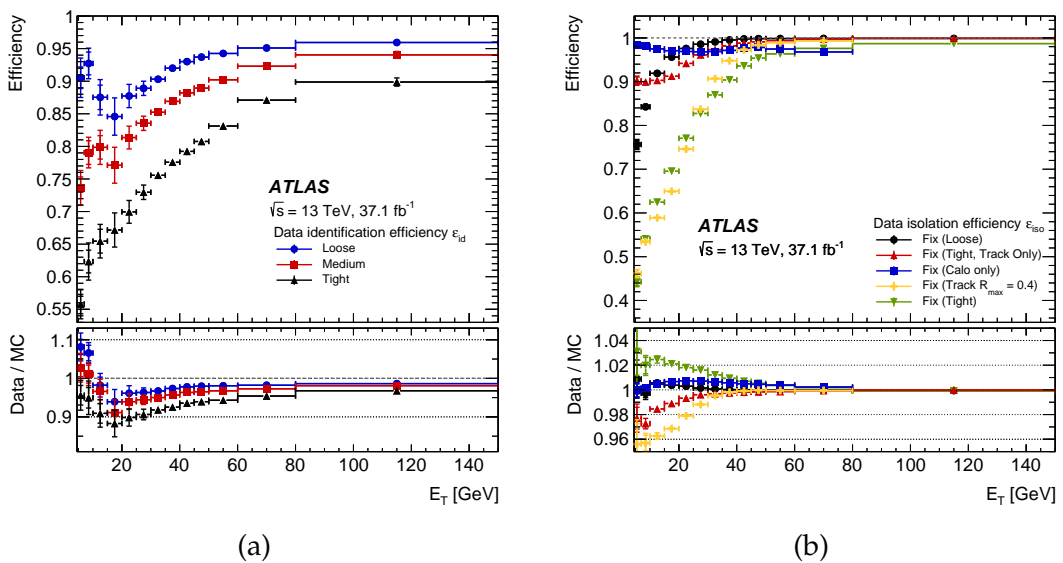 Efficiency
1
0.95
0.9
0.85
0.8
0.75
0.7
0.65
0.6
0.55
ATLAS
√s = 13 TeV, 37.1 fb⁻¹
Data identification efficiency ε_id
Loose
Medium
Tight
Data / MC
1.1
1
0.9
20 40 60 80 100 120 140
E_T [GeV]
(a)
Efficiency
1
0.9
0.8
0.7
0.6
0.5
0.4
ATLAS
√s = 13 TeV, 37.1 fb⁻¹
Data isolation efficiency ε_iso
Fix (Loose)
Fix (Tight, Track Only)
Fix (Calo only)
Fix (Track R_max = 0.4)
Fix (Tight)
Data / MC
1.04
1.02
1
0.98
0.96
20 40 60 80 100 120 140
E_T [GeV]
(b)